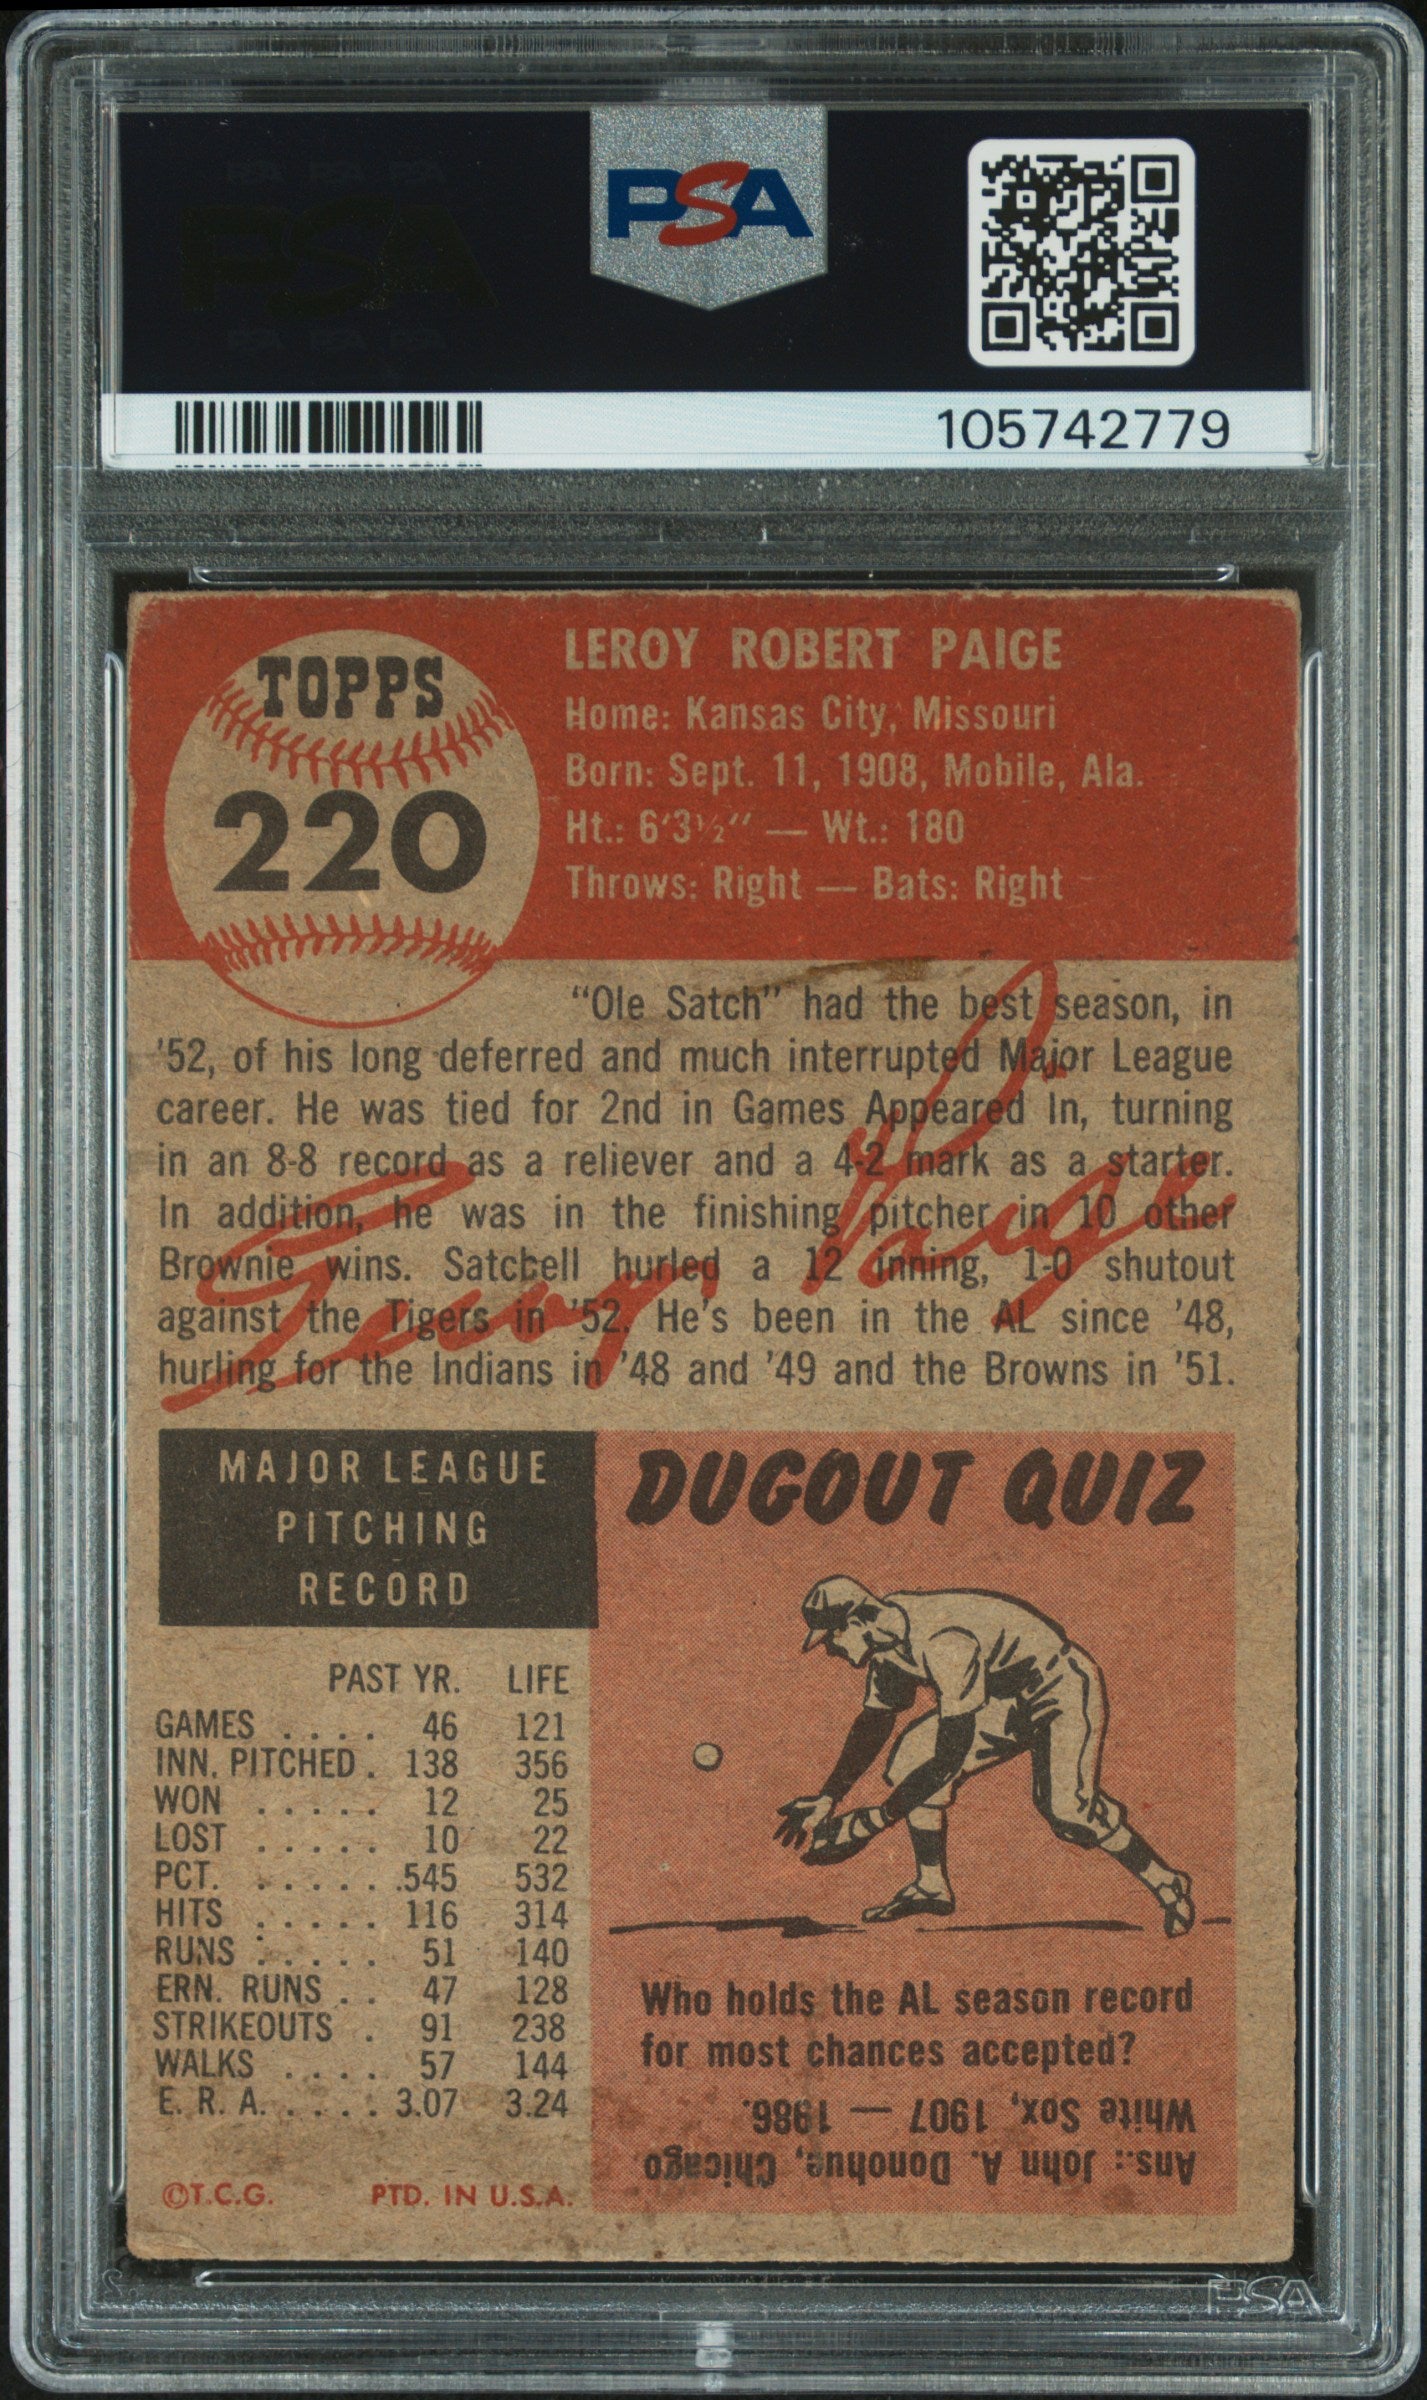 PSA
105742779
TOPPS
220
LEROY ROBERT PAIGE
Home: Kansas City, Missouri
Born: Sept. 11, 1908, Mobile, Ala.
Ht.: 6'3½" — Wt.: 180
Throws: Right — Bats: Right
"Ole Satch" had the best season, in
'52, of his long deferred and much interrupted Major League
career. He was tied for 2nd in Games Appeared In, turning
in an 8-8 record as a reliever and a 4-2 mark as a starter.
In addition, he was in the finishing pitcher in 10 other
Brownie wins. Satchell hurled a 12 inning, 1-0 shutout
against the Tigers in '52. He's been in the AL since '48,
hurling for the Indians in '48 and '49 and the Browns in '51.
Paige
MAJOR LEAGUE
PITCHING
RECORD
PAST YR. LIFE
GAMES . . . . 46 121
INN. PITCHED . 138 356
WON . . . . . 12 25
LOST . . . . . 10 22
PCT. . . . . . .545 532
HITS . . . . . 116 314
RUNS . . . . . 51 140
ERN. RUNS . . 47 128
STRIKEOUTS . 91 238
WALKS . . . . 57 144
E. R. A. . . . . 3.07 3.24
©T.C.G. PTD. IN U.S.A.
DUGOUT QUIZ
Who holds the AL season record
for most chances accepted?
Ans.: John A. Donohue, Chicago
White Sox, 1907 — 1986.
PSA